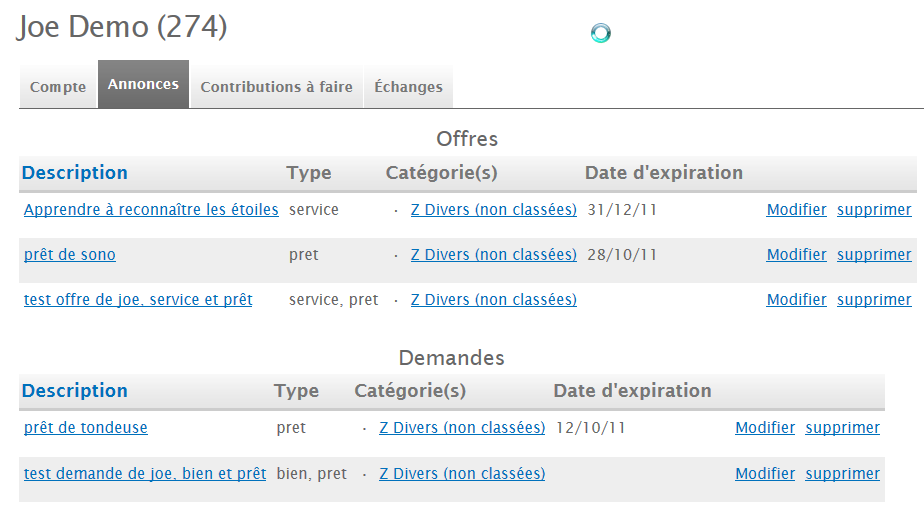 Joe Demo (274)
Compte Annonces Contributions à faire Échanges
Offres
Description Type Catégorie(s) Date d'expiration
Apprendre à reconnaître les étoiles service · Z Divers (non classées) 31/12/11 Modifier supprimer
prêt de sono pret · Z Divers (non classées) 28/10/11 Modifier supprimer
test offre de joe, service et prêt service, pret · Z Divers (non classées) Modifier supprimer
Demandes
Description Type Catégorie(s) Date d'expiration
prêt de tondeuse pret · Z Divers (non classées) 12/10/11 Modifier supprimer
test demande de joe, bien et prêt bien, pret · Z Divers (non classées) Modifier supprimer